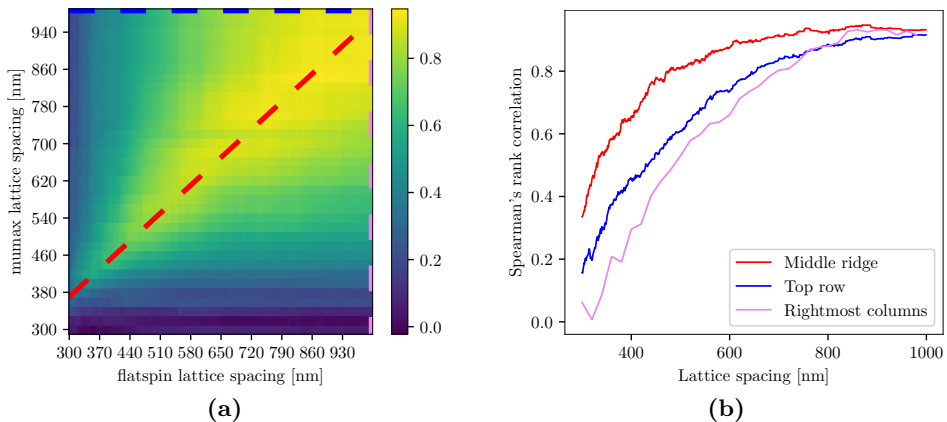 940
860
780
700
620
540
460
380
300
mumax lattice spacing [nm]
300 370 440 510 580 650 720 790 860 930
flatspin lattice spacing [nm]
0.8
0.6
0.4
0.2
0.0
(a)
0.8
0.6
0.4
0.2
0.0
Spearman's rank correlation
Middle ridge
Top row
Rightmost columns
400 600 800 1000
Lattice spacing [nm]
(b)